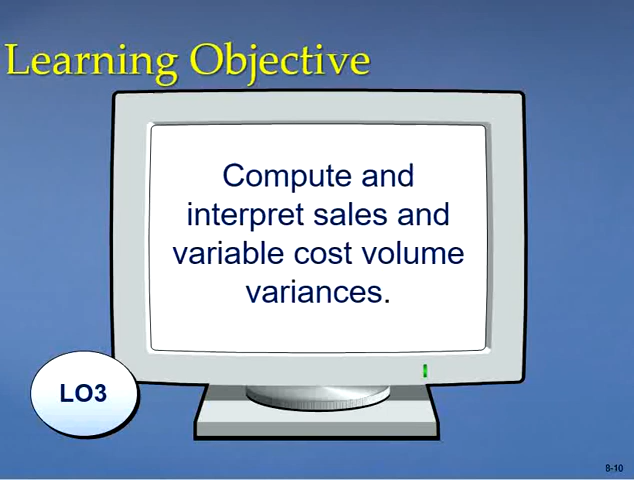 Learning Objective
Compute and
interpret sales and
variable cost volume
variances.
LO3
8-10